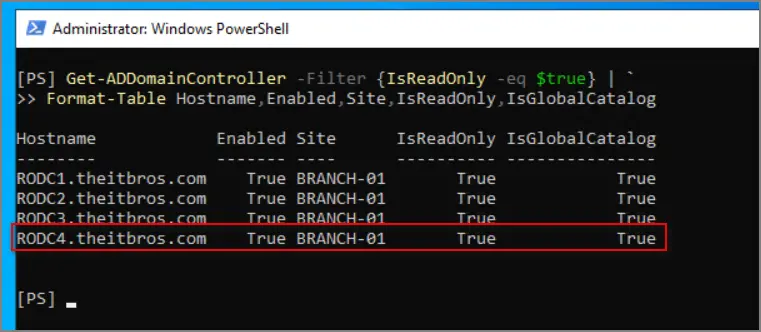 Administrator: Windows PowerShell
[PS] Get-ADDomainController -Filter {IsReadOnly -eq $true} | `
>> Format-Table Hostname,Enabled,Site,IsReadOnly,IsGlobalCatalog
Hostname Enabled Site IsReadOnly IsGlobalCatalog
-------- ------- ---- ---------- ---------------
RODC1.theitbros.com True BRANCH-01 True True
RODC2.theitbros.com True BRANCH-01 True True
RODC3.theitbros.com True BRANCH-01 True True
RODC4.theitbros.com True BRANCH-01 True True
[PS]